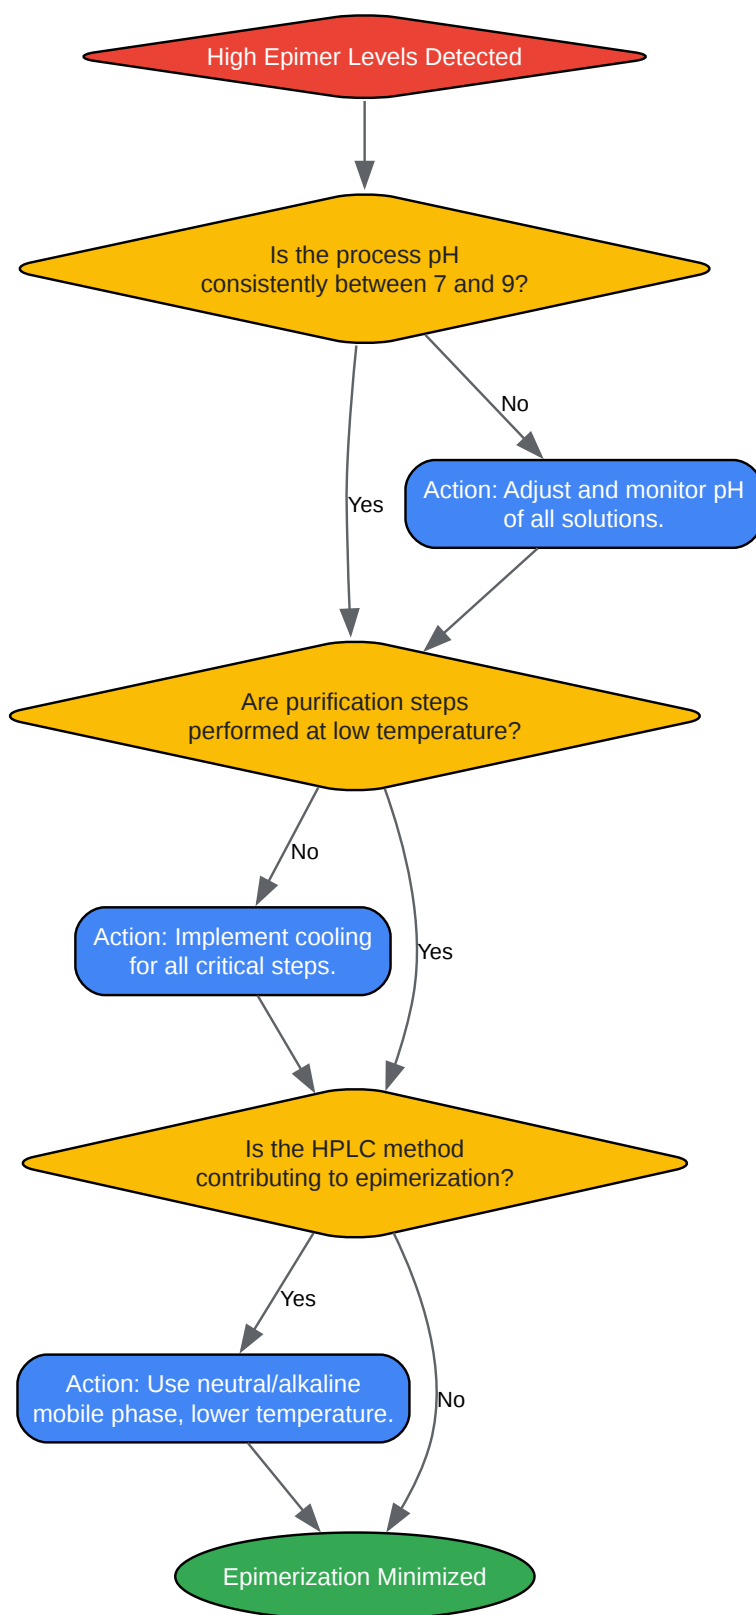 High Epimer Levels Detected
Is the process pH
consistently between 7 and 9?
No
Yes
Action: Adjust and monitor pH
of all solutions.
Are purification steps
performed at low temperature?
No
Yes
Action: Implement cooling
for all critical steps.
Is the HPLC method
contributing to epimerization?
Yes
No
Action: Use neutral/alkaline
mobile phase, lower temperature.
Epimerization Minimized